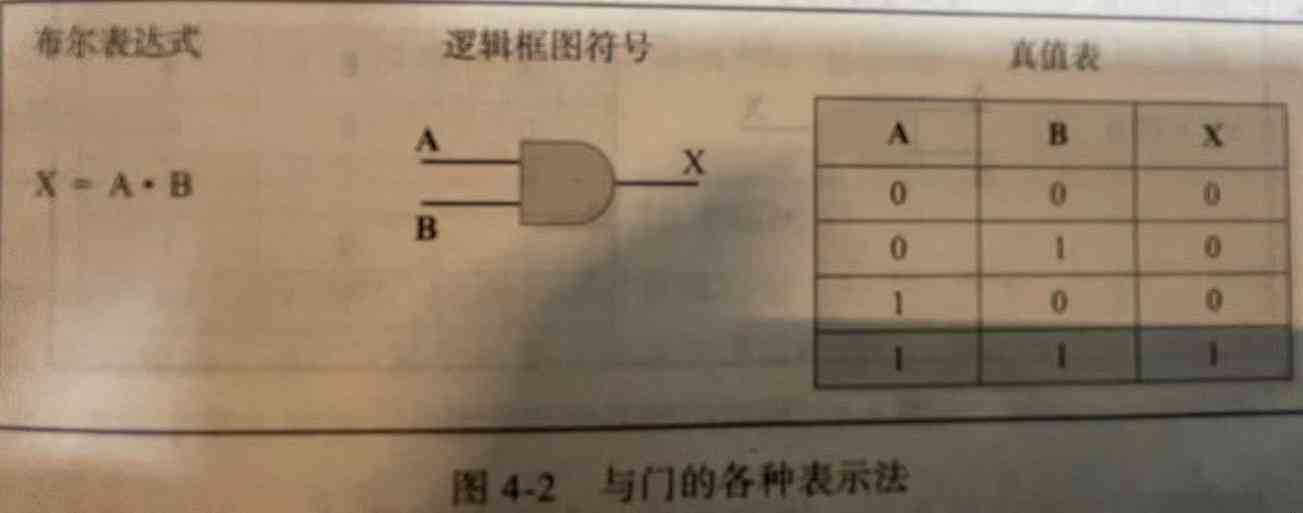 布尔表达式 逻辑框图符号 真值表
A B X
A
X = A • B X
B
0 0 0
0 1 0
1 0 0
1 1 1
图 4-2 与门的各种表示法